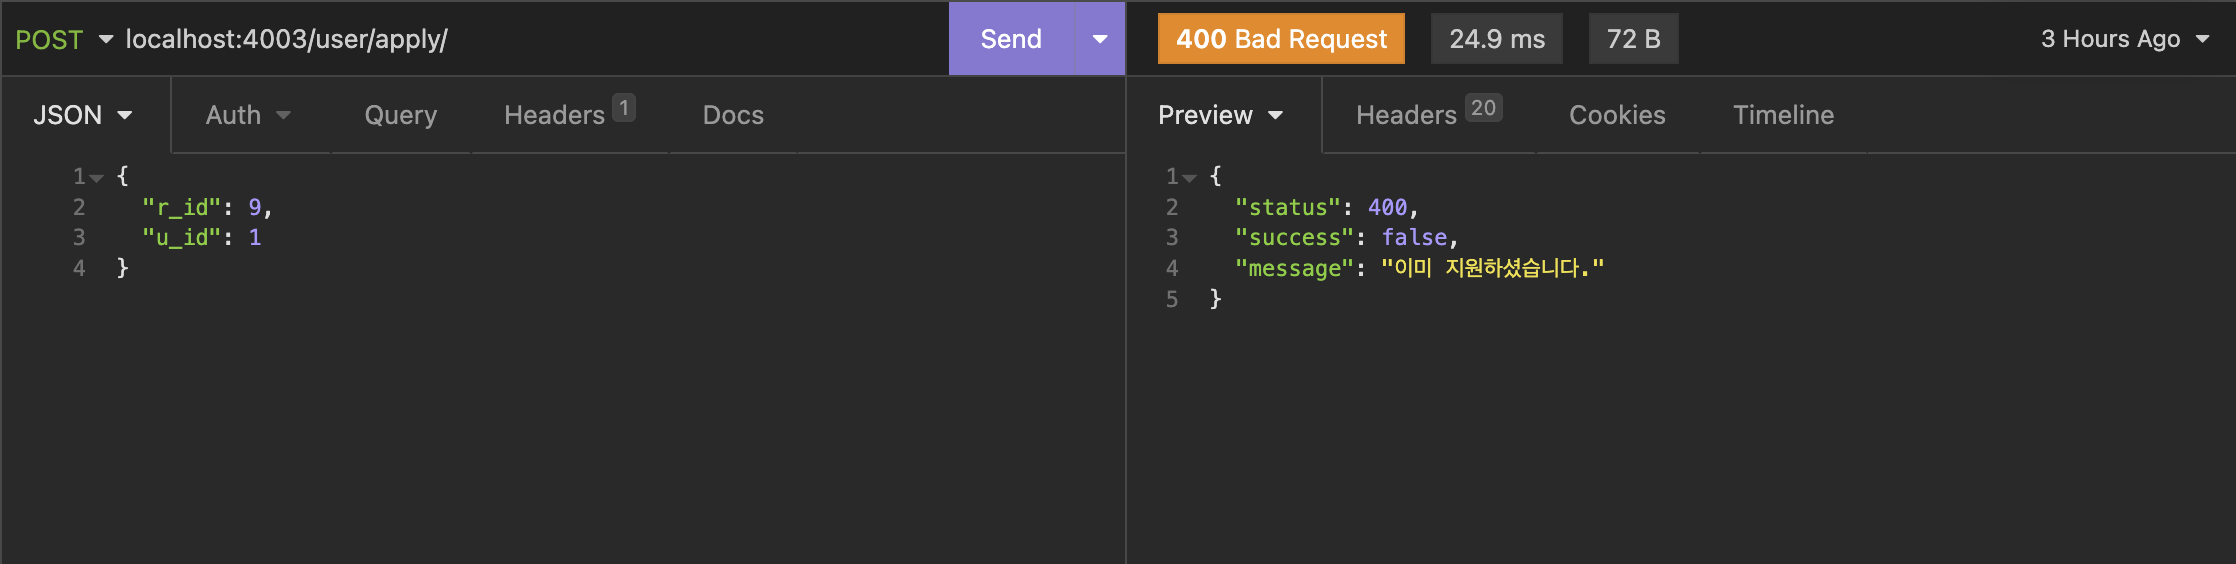 POST localhost:4003/user/apply/ Send
400 Bad Request 24.9 ms 72 B 3 Hours Ago
JSON Auth Query Headers 1 Docs
Preview Headers 20 Cookies Timeline
1 {
2 "r_id": 9,
3 "u_id": 1
4 }
1 {
2 "status": 400,
3 "success": false,
4 "message": "이미 지원하셨습니다."
5 }